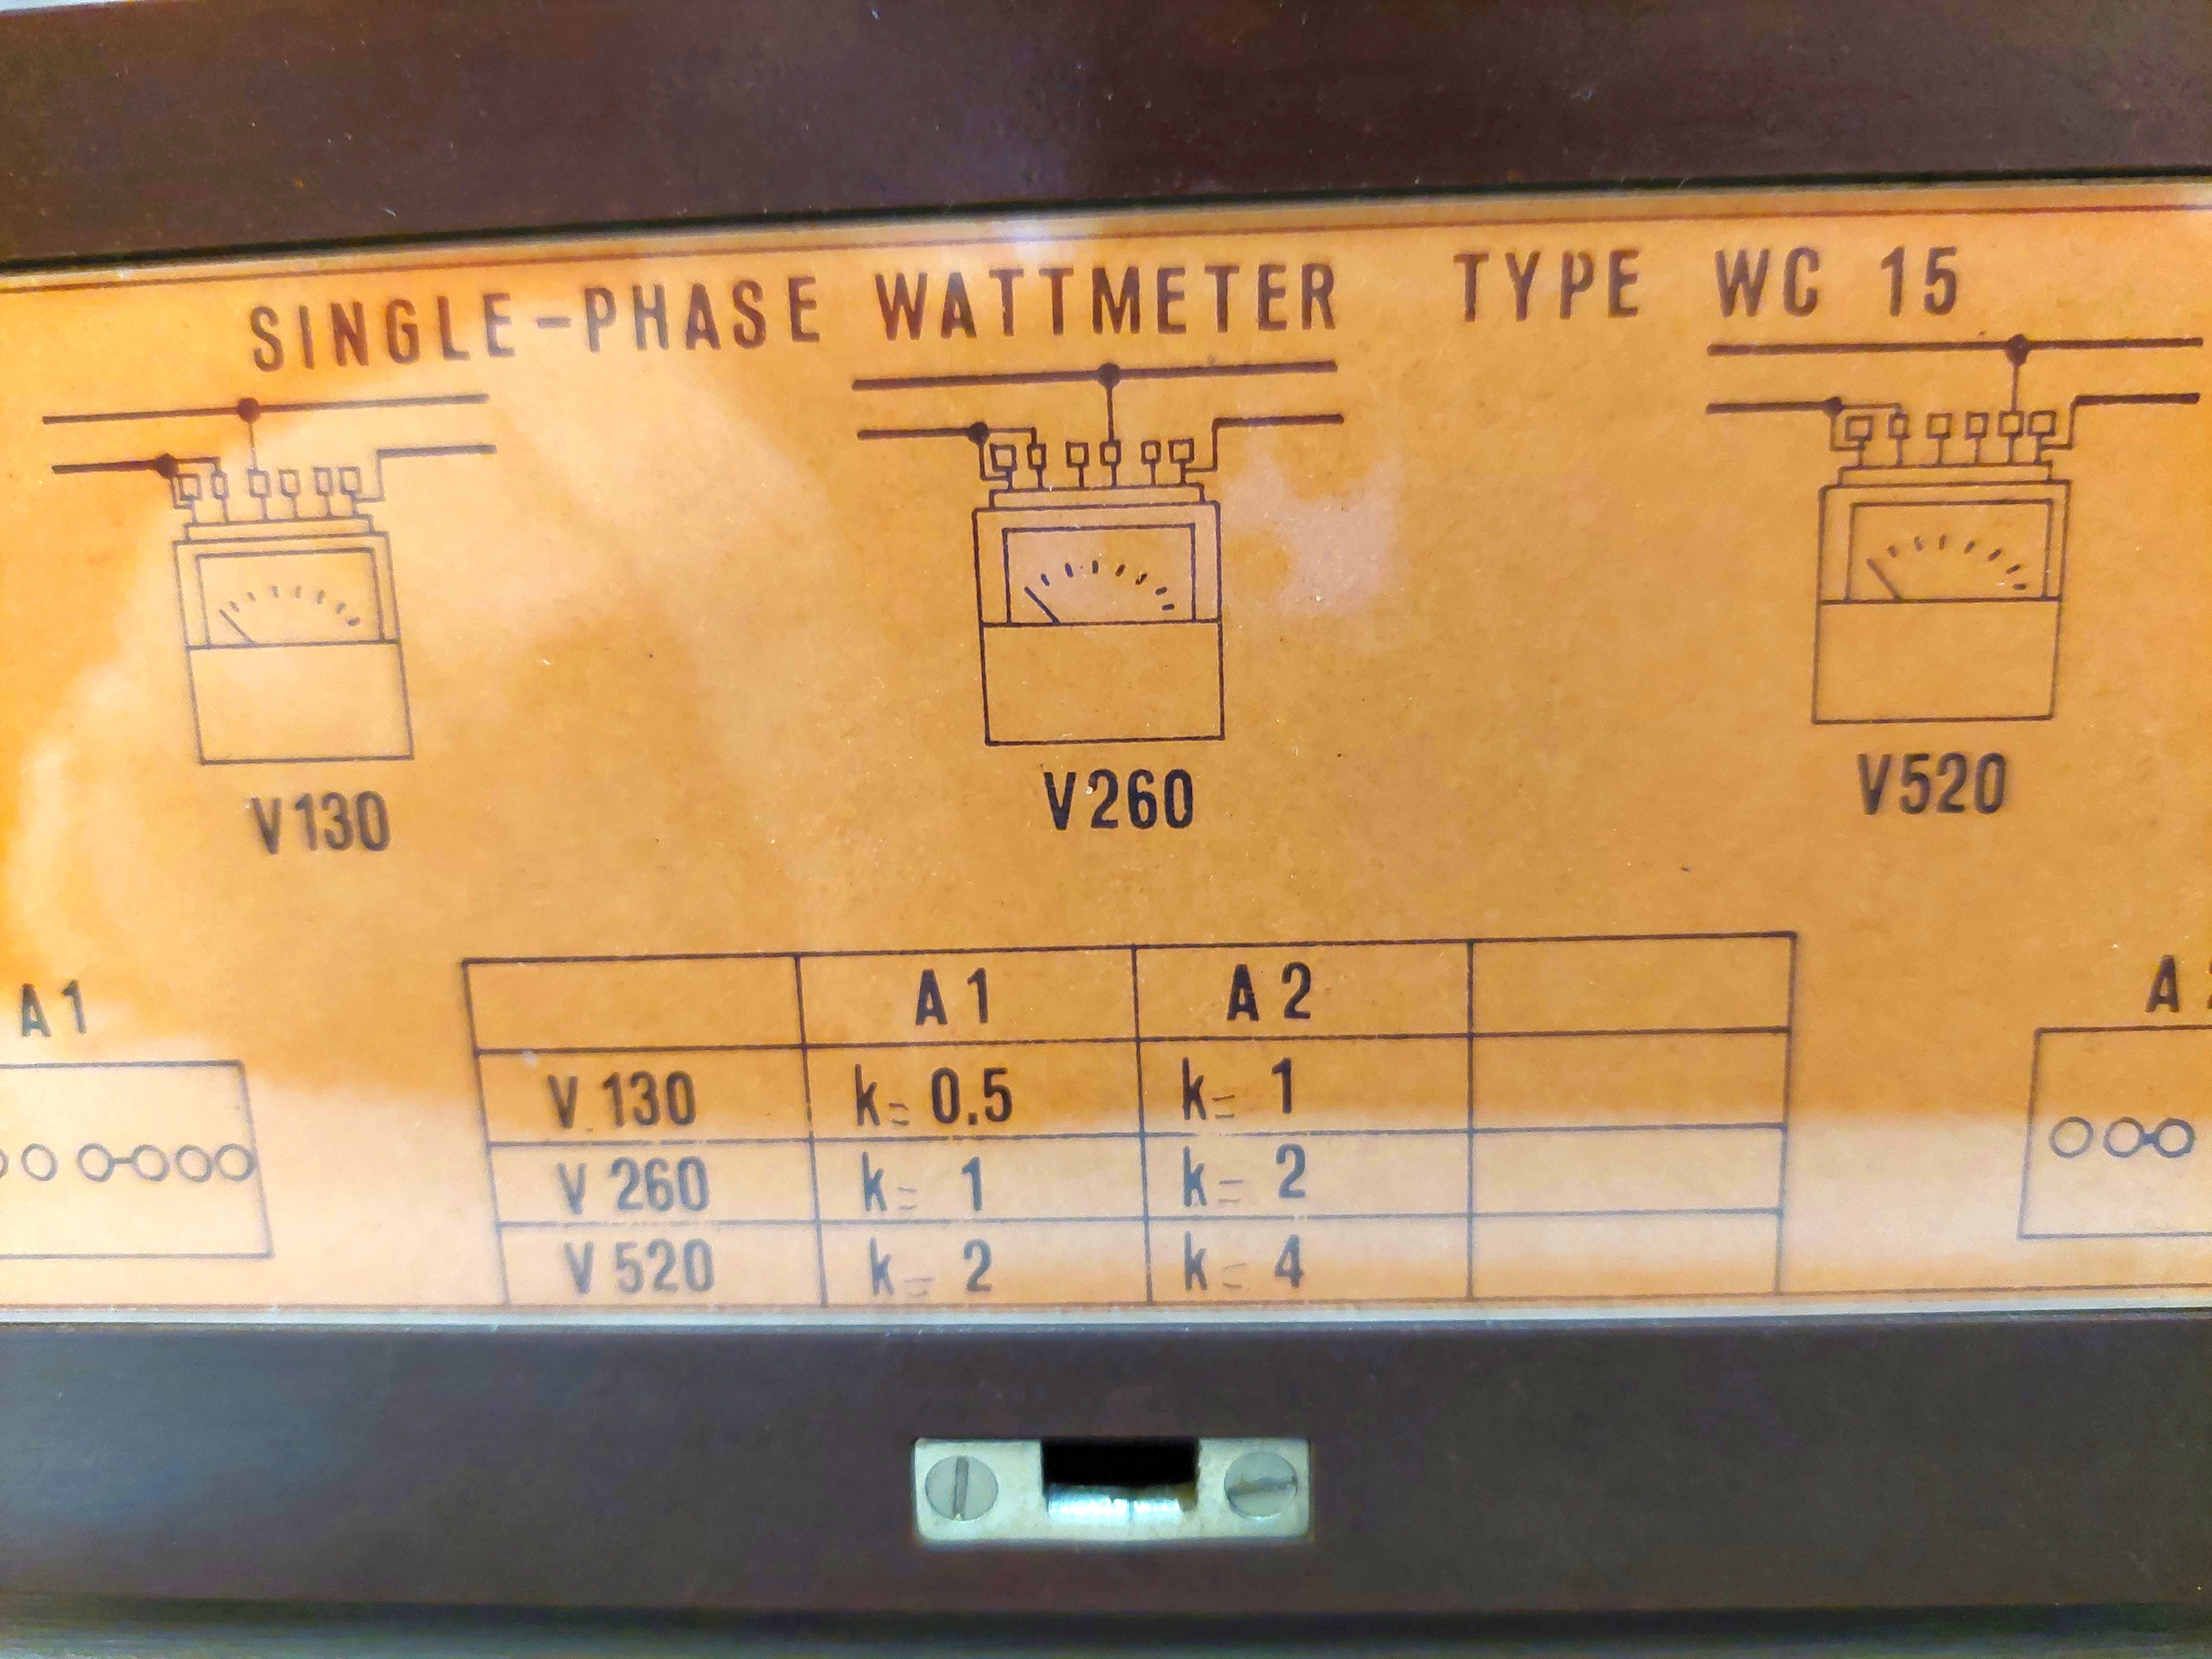 SINGLE-PHASE WATTMETER TYPE WC 15
V130 V260 V520
A1 A1 A2 A
V 130 k= 0.5 k= 1
V 260 k= 1 k= 2
V 520 k= 2 k= 4